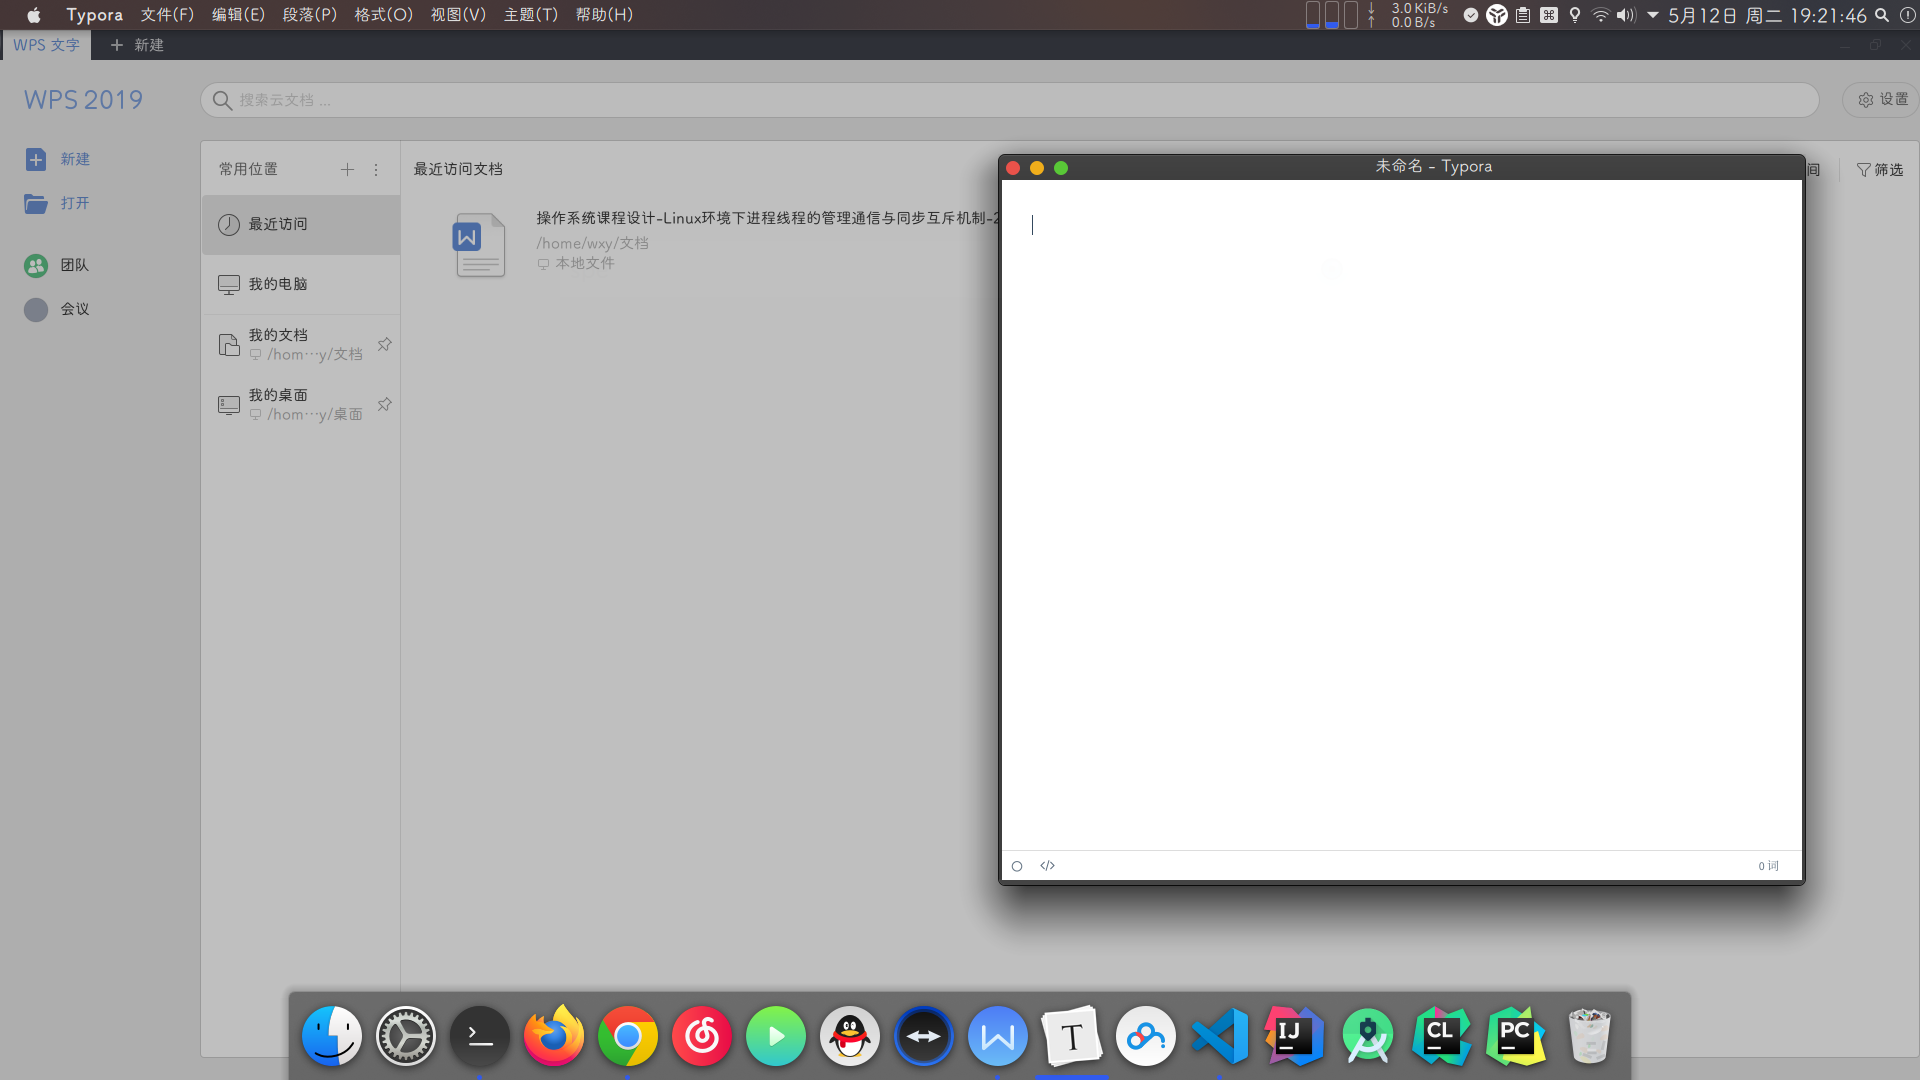 Typora 文件(F) 编辑(E) 段落(P) 格式(O) 视图(V) 主题(T) 帮助(H)
3.0 KiB/s
0.0 B/s
5月12日 周二 19:21:46
WPS 文字
新建
WPS 2019
搜索云文档 ...
设置
新建
打开
团队
会议
常用位置
最近访问
我的电脑
我的文档
/hom···y/文档
我的桌面
/hom···y/桌面
最近访问文档
间
筛选
操作系统课程设计-Linux环境下进程线程的管理通信与同步互斥机制-2
/home/wxy/文档
本地文件
未命名 - Typora
0 词
T
IJ
CL
PC